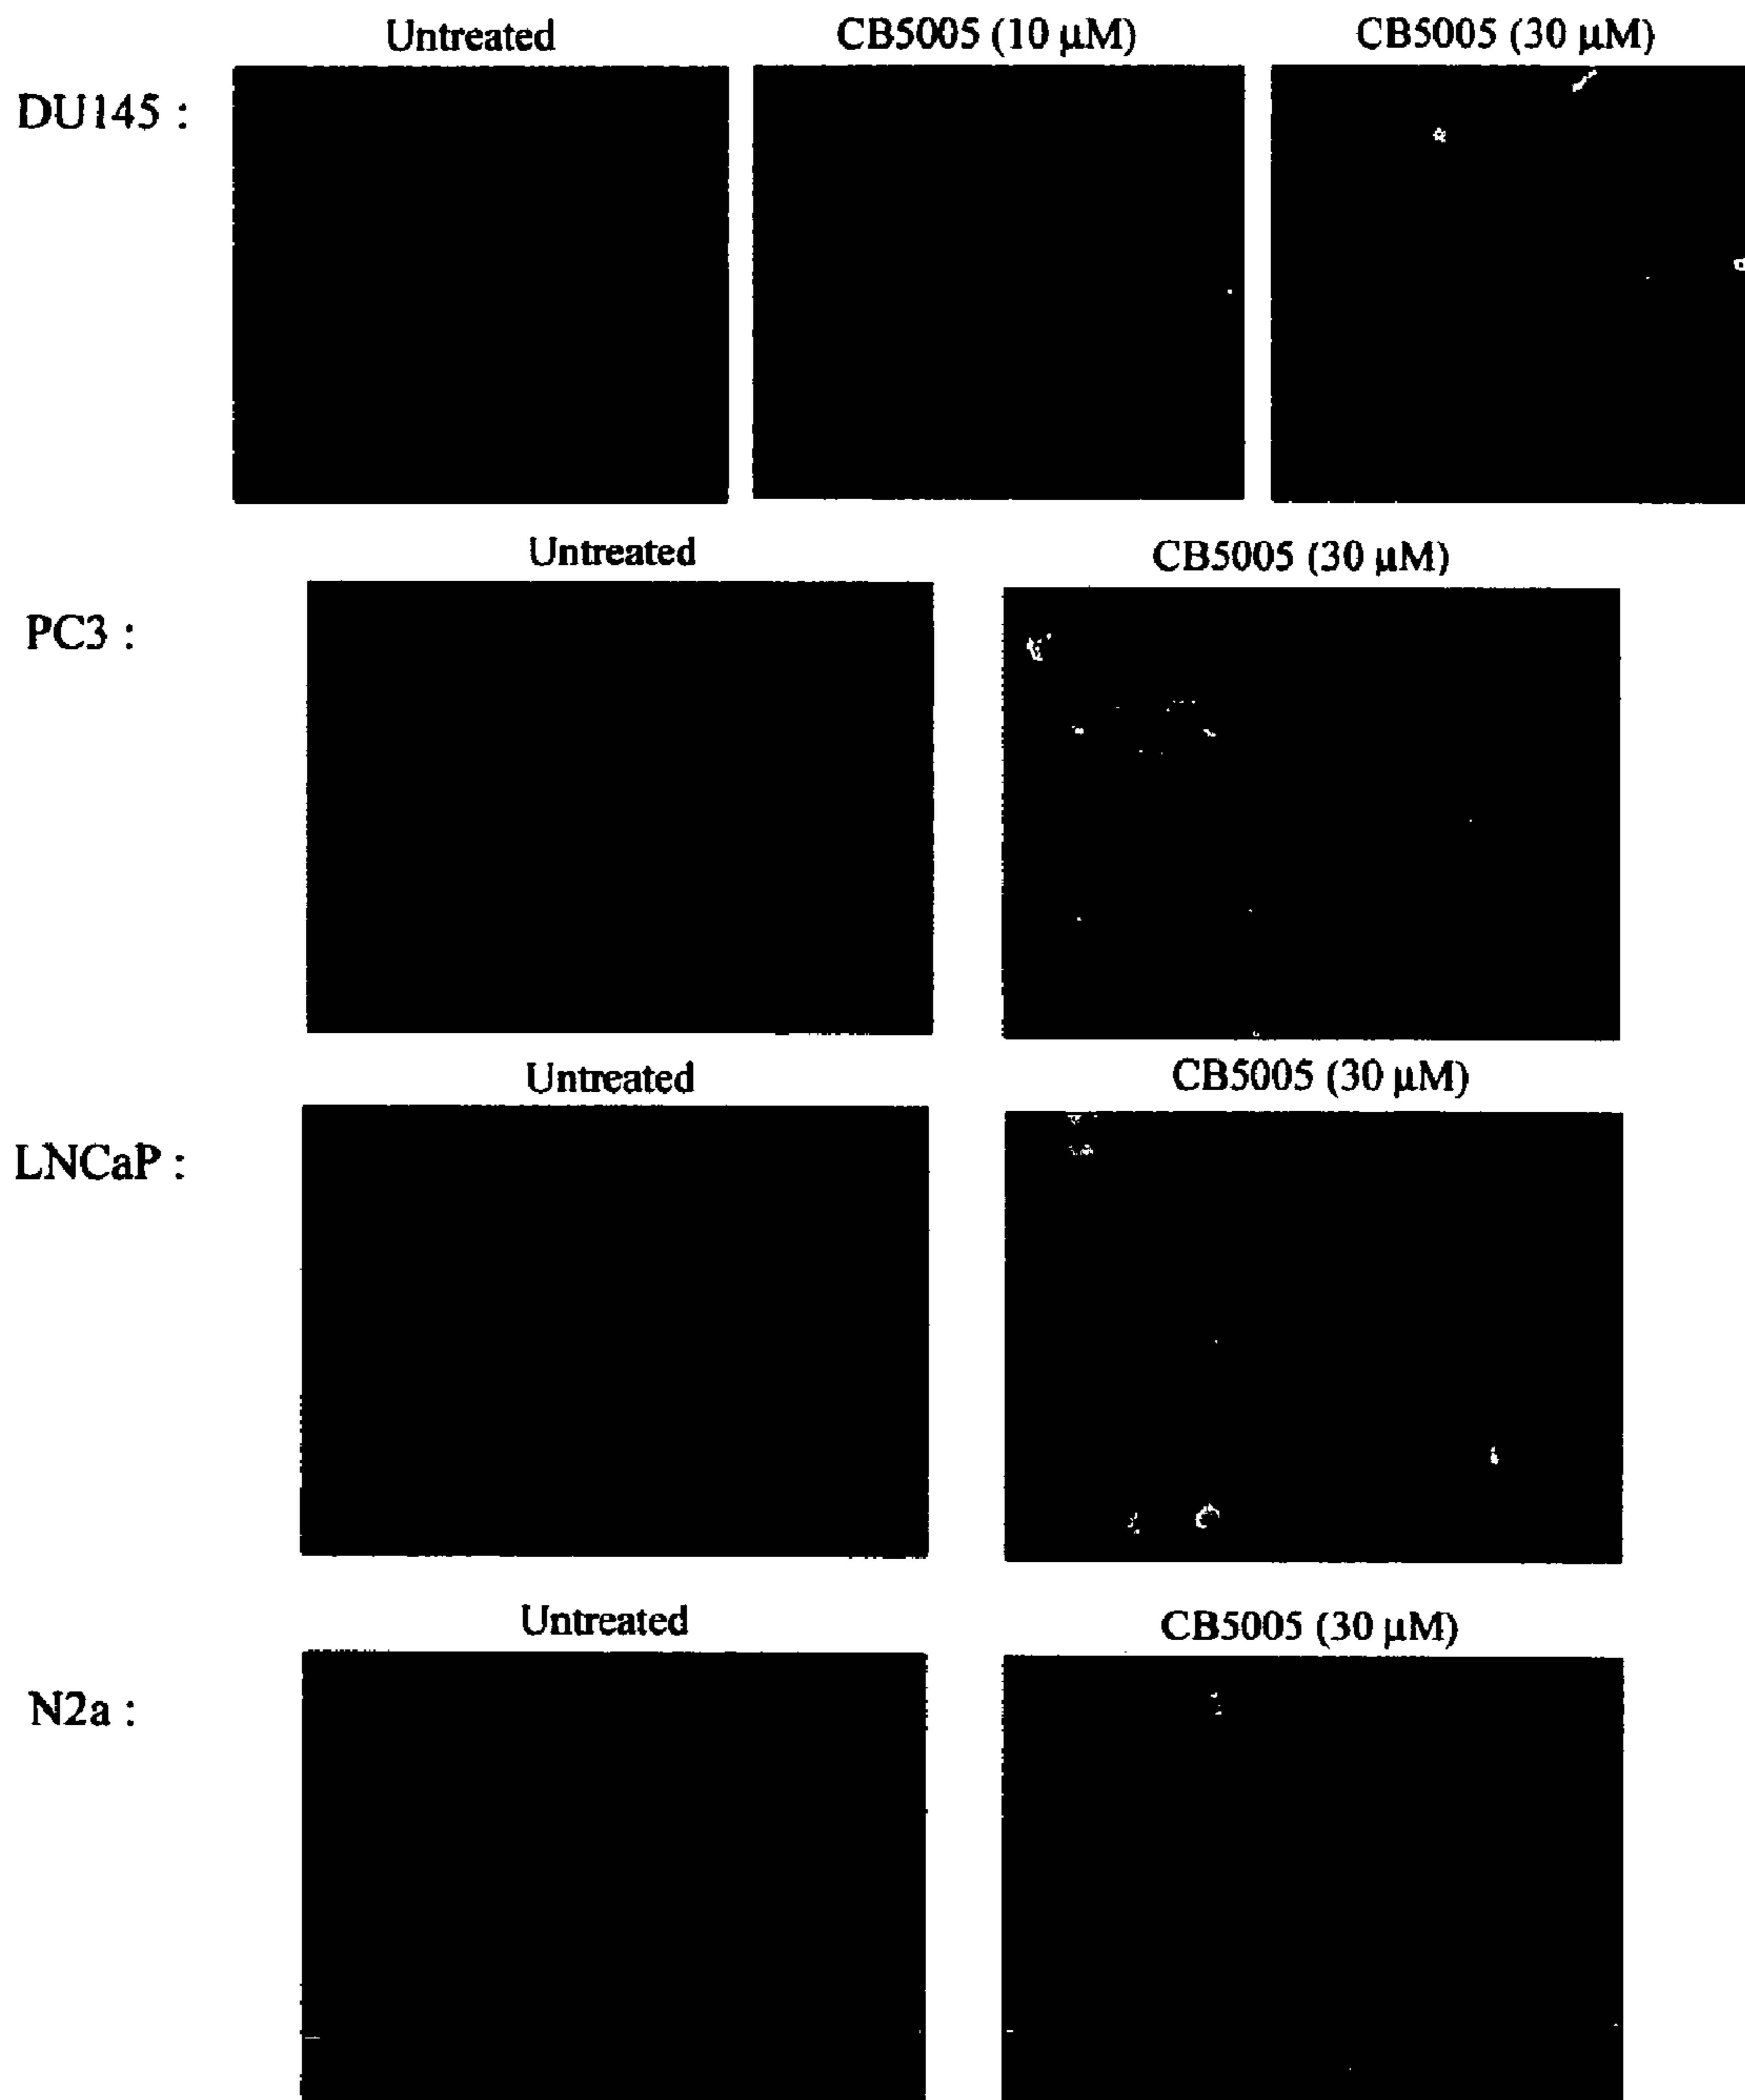 Untreated CB5005 (10 µM) CB5005 (30 µM)
DU145 :
Untreated CB5005 (30 µM)
PC3 :
Untreated CB5005 (30 µM)
LNCaP :
Untreated CB5005 (30 µM)
N2a :